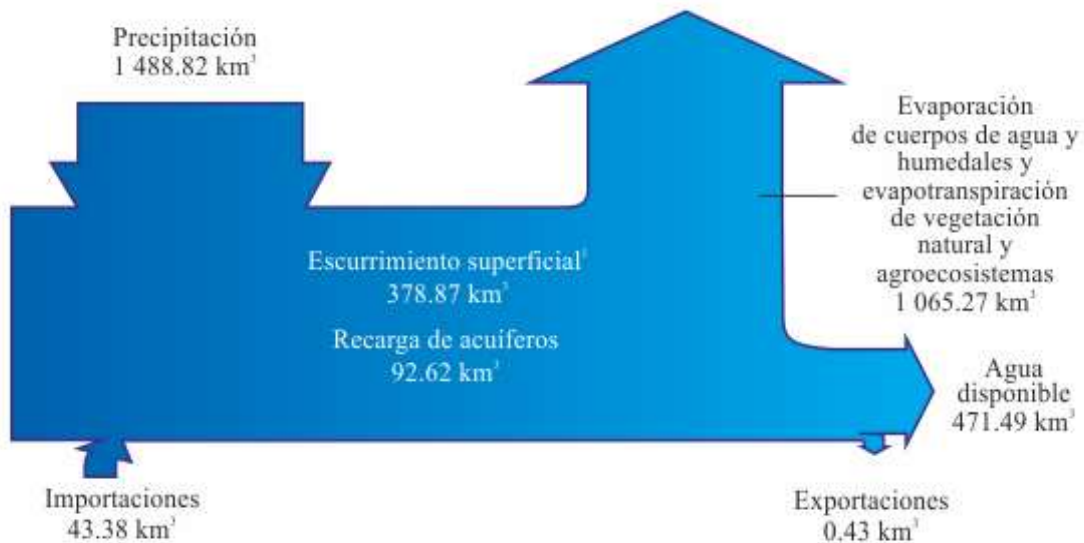 Precipitación
1 488.82 km³
Evaporación
de cuerpos de agua y
humedales y
evapotranspiración
de vegetación
natural y
agroecosistemas
1 065.27 km³
Escurrimiento superficial¹
378.87 km³
Recarga de acuíferos
92.62 km³
Agua
disponible
471.49 km³
Importaciones
43.38 km³
Exportaciones
0.43 km³